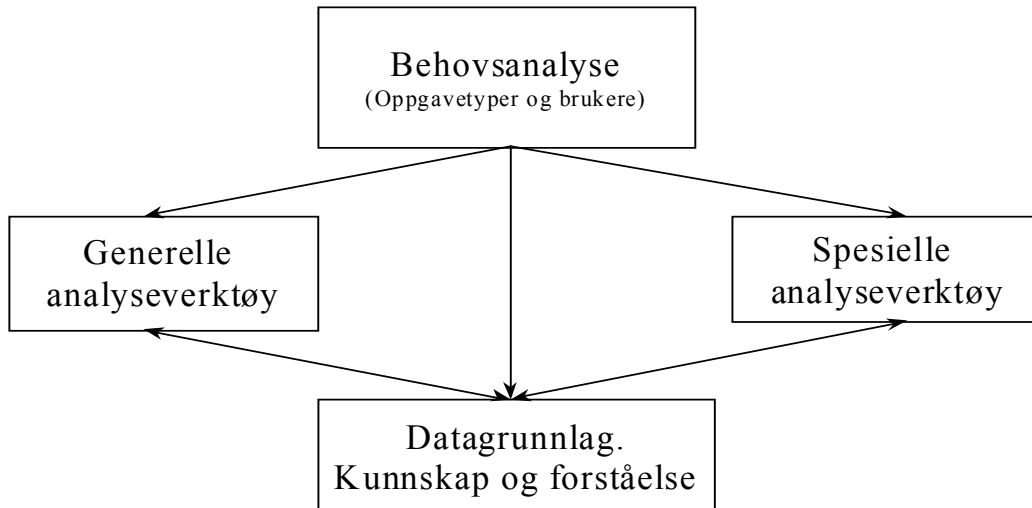 Behovsanalyse
(Oppgavetyper og brukere)
Generelle
analyseverktøy
Spesielle
analyseverktøy
Datagrunnlag.
Kunnskap og forståelse